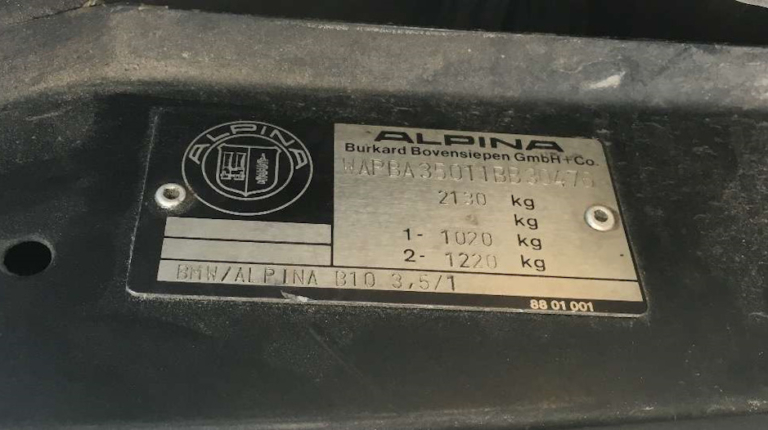 ALPINA
ALPINA
Burkard Bovensiepen GmbH+Co.
2130 kg
kg
1- 1020 kg
2- 1220 kg
BMW/ALPINA B10 3,5/1
88 01 001